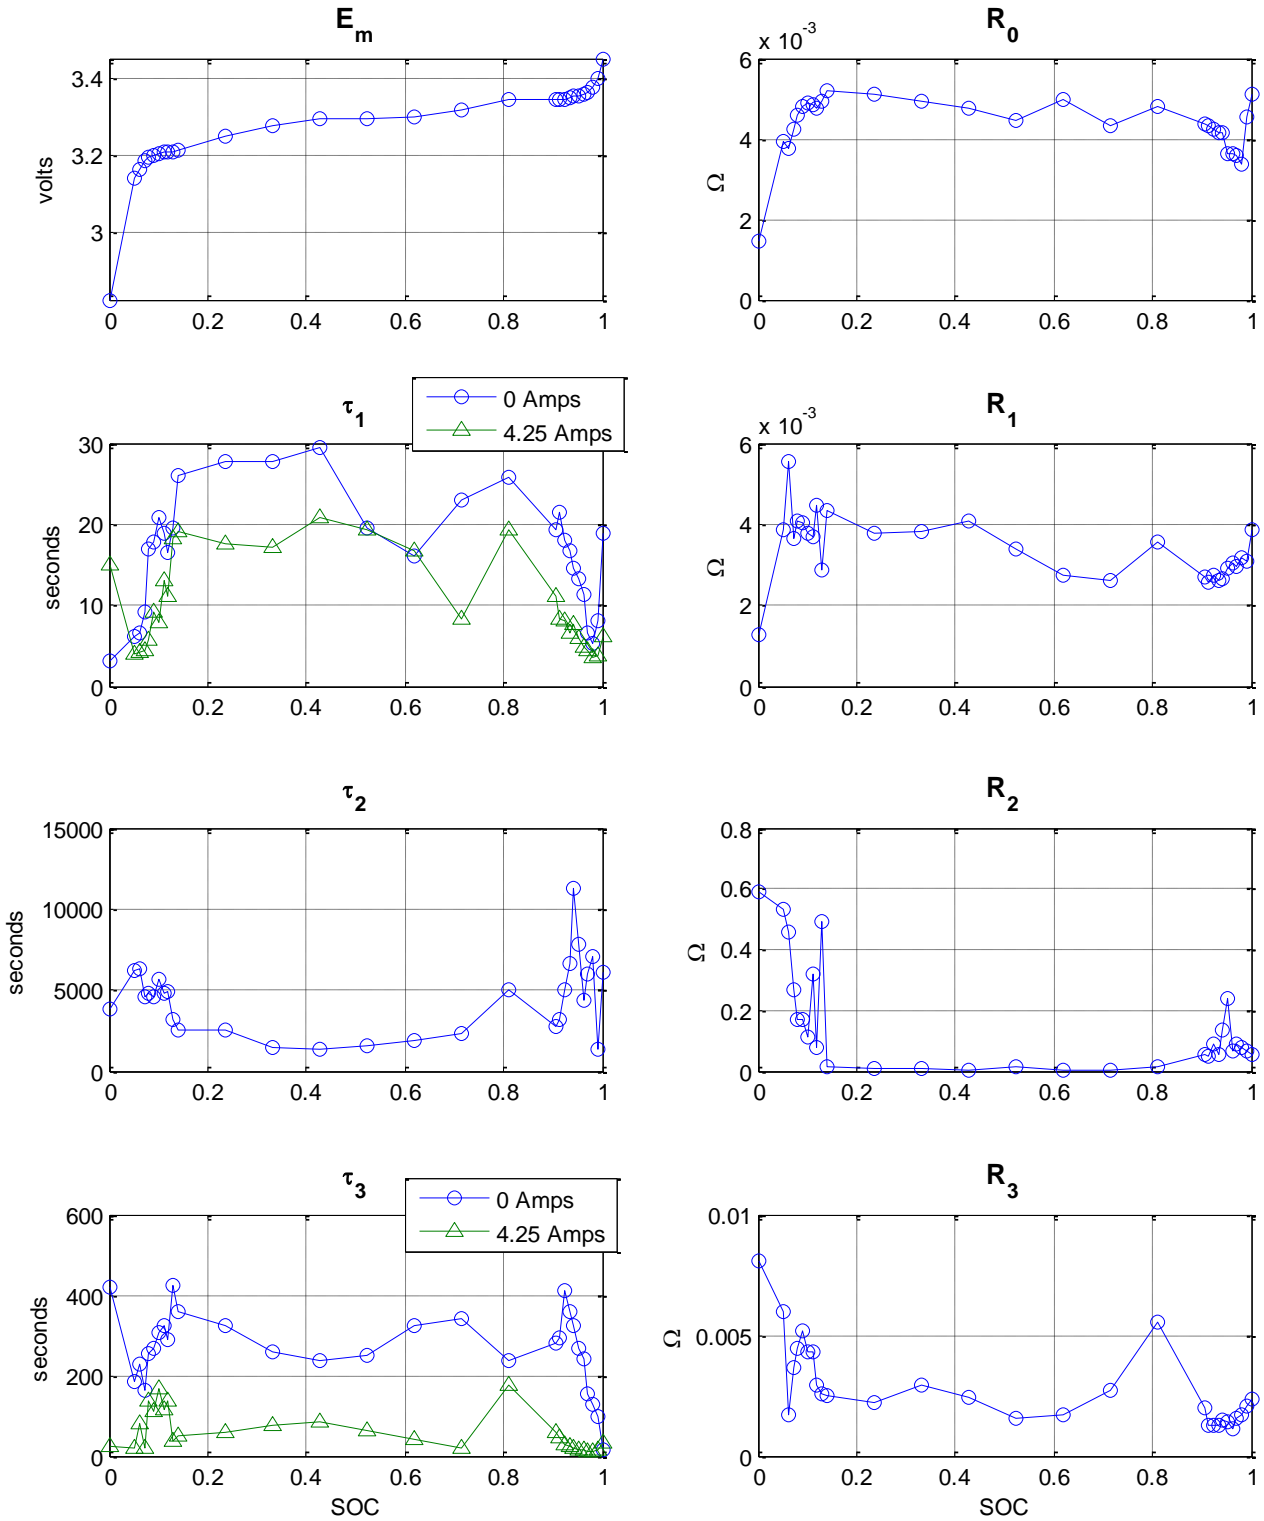 E_m
3.4
3.2
3
volts
0 0.2 0.4 0.6 0.8 1
R_0
x 10^-3
6
4
2
0
Ω
0 0.2 0.4 0.6 0.8 1
τ_1
0 Amps
4.25 Amps
30
20
10
0
seconds
0 0.2 0.4 0.6 0.8 1
R_1
x 10^-3
6
4
2
0
Ω
0 0.2 0.4 0.6 0.8 1
τ_2
15000
10000
5000
0
seconds
0 0.2 0.4 0.6 0.8 1
R_2
0.8
0.6
0.4
0.2
0
Ω
0 0.2 0.4 0.6 0.8 1
τ_3
0 Amps
4.25 Amps
600
400
200
0
seconds
0 0.2 0.4 0.6 0.8 1
SOC
R_3
0.01
0.005
0
Ω
0 0.2 0.4 0.6 0.8 1
SOC